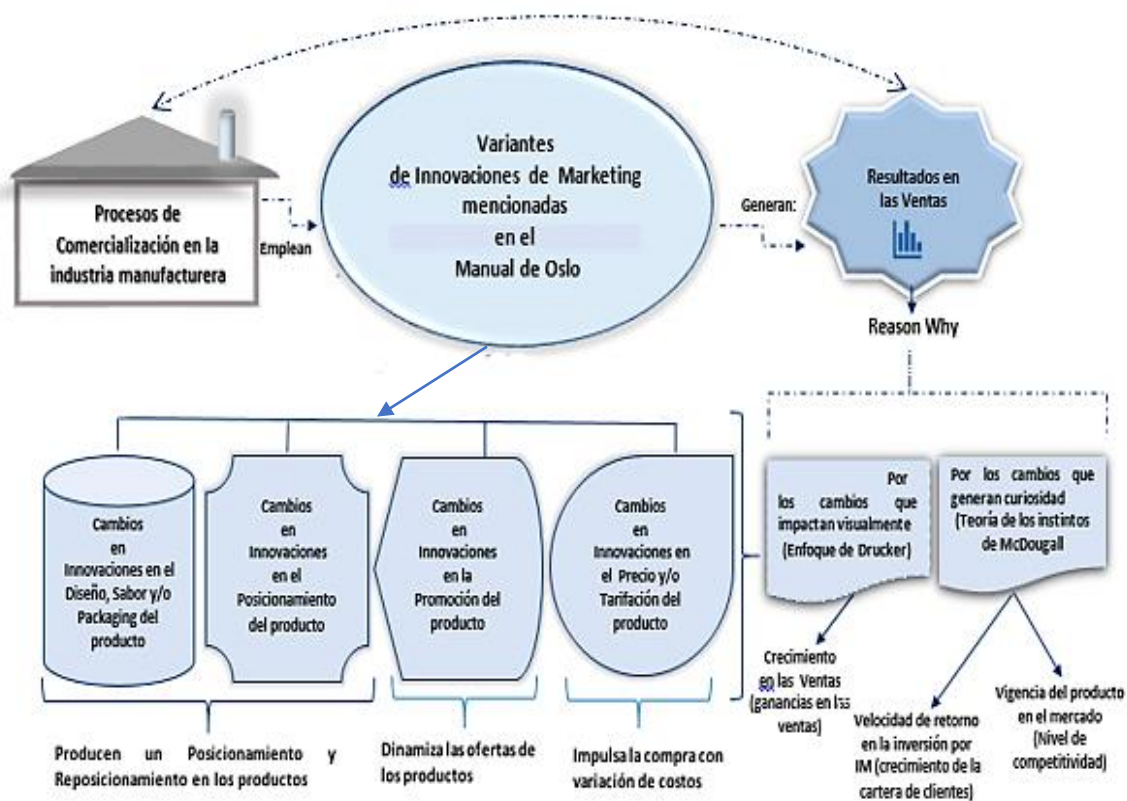 Variantes
de Innovaciones de Marketing
mencionadas
en el
Manual de Oslo
Procesos de
Comercialización en la
industria manufacturera
Emplean
Generan:
Resultados en
las Ventas
Reason Why
Cambios
en
Innovaciones en el
Diseño, Sabor y/o
Packaging del
producto
Cambios
en
Innovaciones
en el
Posicionamiento
del producto
Cambios
en
Innovaciones
en la
Promoción del
producto
Cambios
en
Innovaciones en
el Precio y/o
Tarifación del
producto
Por
los cambios que
impactan visualmente
(Enfoque de Drucker)
Por los cambios que
generan curiosidad
(Teoría de los instintos
de McDougall
Producen un Posicionamiento y
Reposicionamiento en los productos
Dinamiza las ofertas de
los productos
Impulsa la compra con
variación de costos
Crecimiento
en las Ventas
(ganancias en las
ventas)
Velocidad de retorno
en la inversión por
IM (crecimiento de la
cartera de clientes)
Vigencia del producto
en el mercado
(Nivel de
competitividad)